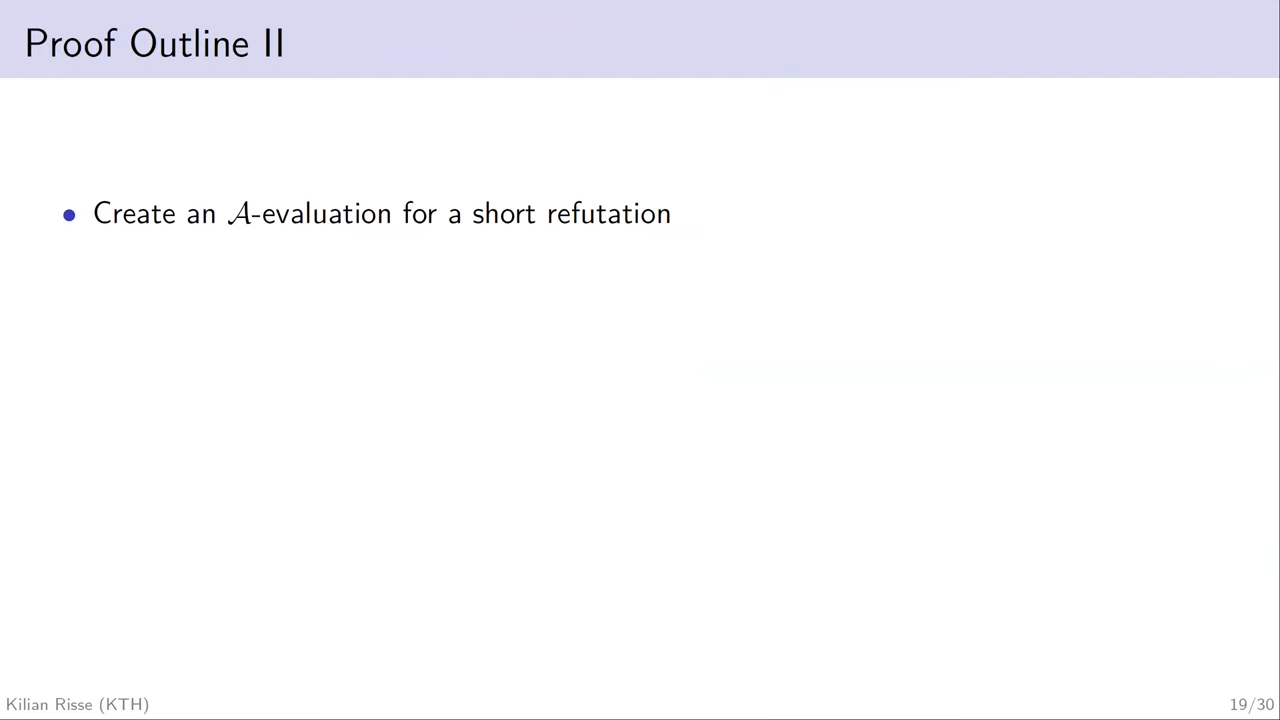 Proof Outline II
• Create an 𝒜-evaluation for a short refutation
Kilian Risse (KTH)
19/30